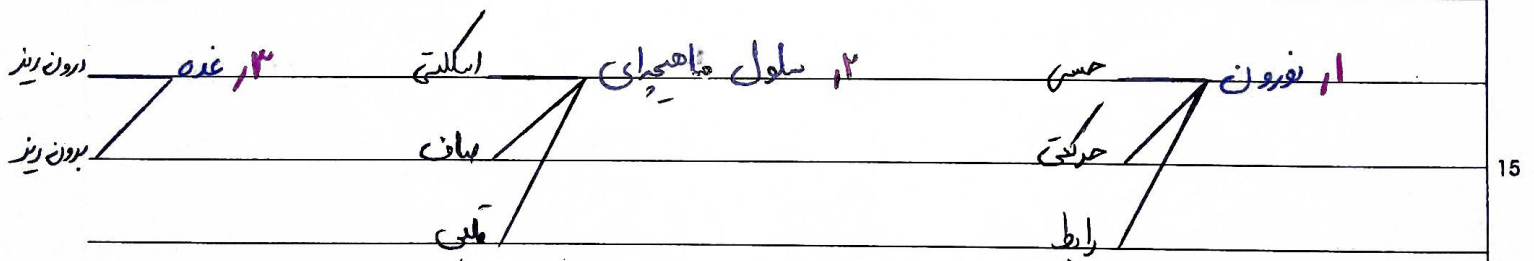 ۱, نورون حسی ۲, سلول ماهیچه‌ای اسکلتی ۳, غده درون ریز
حرکتی صاف برون ریز
رابط قلبی
15